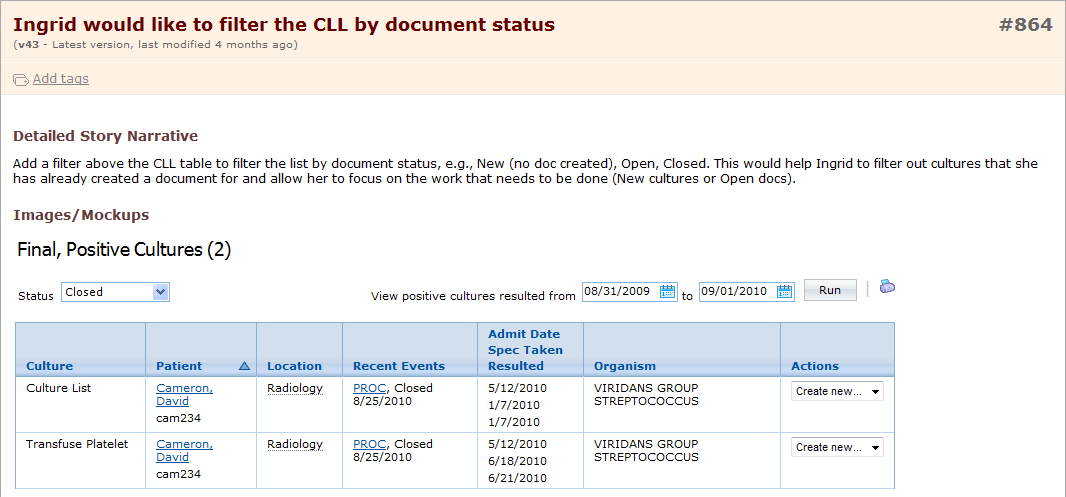 Ingrid would like to filter the CLL by document status
#864
(v43 - Latest version, last modified 4 months ago)
Add tags
Detailed Story Narrative
Add a filter above the CLL table to filter the list by document status, e.g., New (no doc created), Open, Closed. This would help Ingrid to filter out cultures that she
has already created a document for and allow her to focus on the work that needs to be done (New cultures or Open docs).
Images/Mockups
Final, Positive Cultures (2)
Status Closed View positive cultures resulted from 08/31/2009 to 09/01/2010 Run
Admit Date
Spec Taken
Culture Patient Location Recent Events Resulted Organism Actions
Culture List Cameron, Radiology PROC, Closed 5/12/2010 VIRIDANS GROUP Create new...
David 8/25/2010 1/7/2010 STREPTOCOCCUS
cam234 1/7/2010
Transfuse Platelet Cameron, Radiology PROC, Closed 5/12/2010 VIRIDANS GROUP Create new...
David 8/25/2010 6/18/2010 STREPTOCOCCUS
cam234 6/21/2010